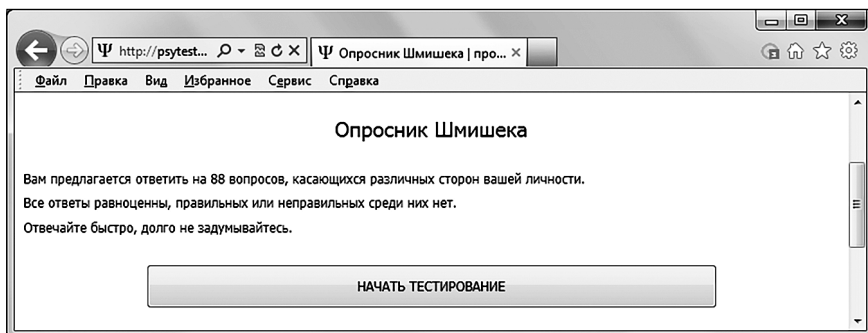 Ψ http://psytest...
Ψ Опросник Шмишека | про... ×
Файл Правка Вид Избранное Сервис Справка
Опросник Шмишека
Вам предлагается ответить на 88 вопросов, касающихся различных сторон вашей личности.
Все ответы равноценны, правильных или неправильных среди них нет.
Отвечайте быстро, долго не задумывайтесь.
НАЧАТЬ ТЕСТИРОВАНИЕ